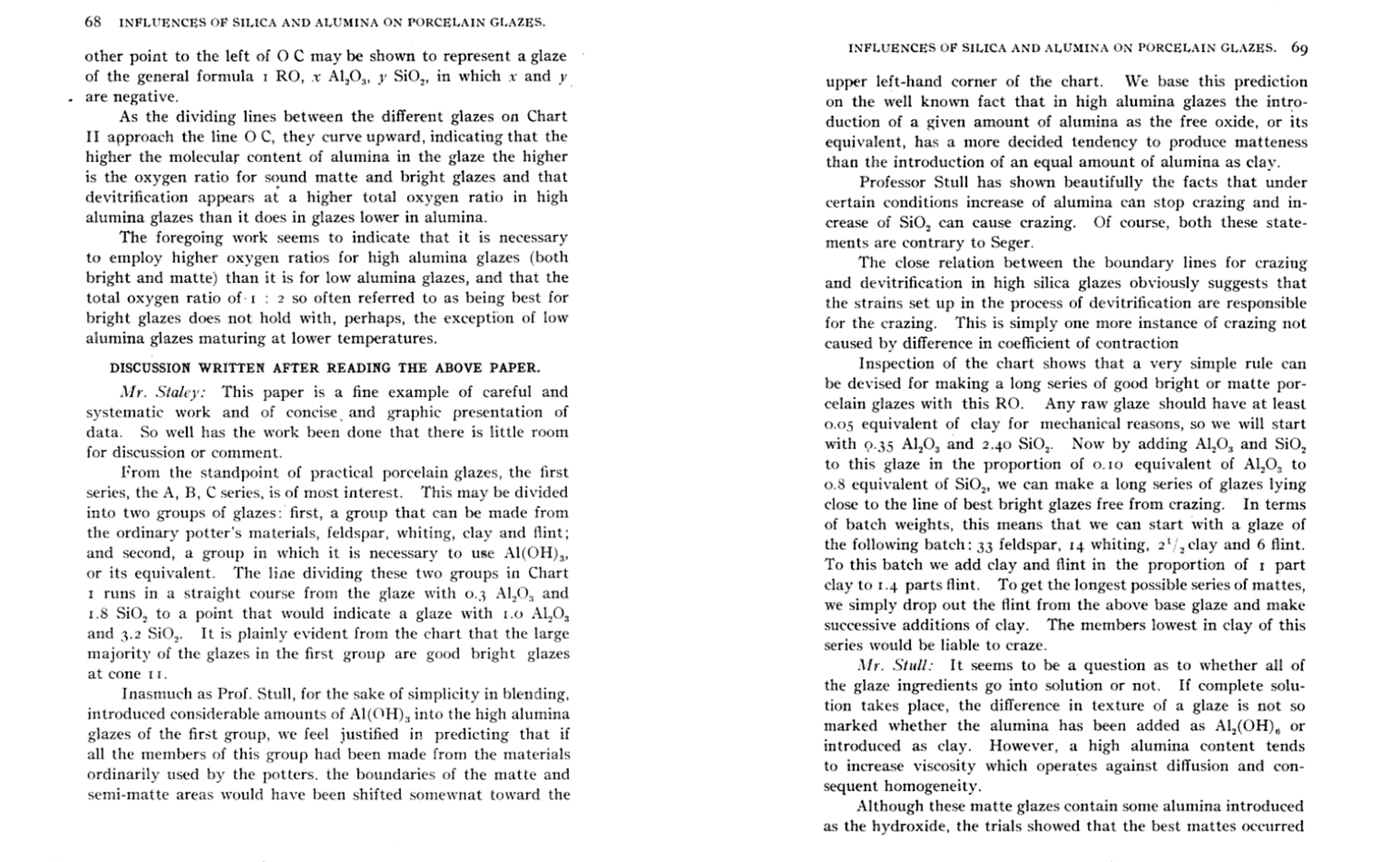 68 INFLUENCES OF SILICA AND ALUMINA ON PORCELAIN GLAZES.
other point to the left of O C may be shown to represent a glaze
of the general formula 1 RO, x Al₂O₃, y SiO₂, in which x and y
are negative.
As the dividing lines between the different glazes on Chart
II approach the line O C, they curve upward, indicating that the
higher the molecular content of alumina in the glaze the higher
is the oxygen ratio for sound matte and bright glazes and that
devitrification appears at a higher total oxygen ratio in high
alumina glazes than it does in glazes lower in alumina.
The foregoing work seems to indicate that it is necessary
to employ higher oxygen ratios for high alumina glazes (both
bright and matte) than it is for low alumina glazes, and that the
total oxygen ratio of 1 : 2 so often referred to as being best for
bright glazes does not hold with, perhaps, the exception of low
alumina glazes maturing at lower temperatures.
DISCUSSION WRITTEN AFTER READING THE ABOVE PAPER.
Mr. Staley: This paper is a fine example of careful and
systematic work and of concise and graphic presentation of
data. So well has the work been done that there is little room
for discussion or comment.
From the standpoint of practical porcelain glazes, the first
series, the A, B, C series, is of most interest. This may be divided
into two groups of glazes: first, a group that can be made from
the ordinary potter's materials, feldspar, whiting, clay and flint;
and second, a group in which it is necessary to use Al(OH)₃,
or its equivalent. The line dividing these two groups in Chart
1 runs in a straight course from the glaze with 0.3 Al₂O₃ and
1.8 SiO₂ to a point that would indicate a glaze with 1.0 Al₂O₃
and 3.2 SiO₂. It is plainly evident from the chart that the large
majority of the glazes in the first group are good bright glazes
at cone 11.
Inasmuch as Prof. Stull, for the sake of simplicity in blending,
introduced considerable amounts of Al(OH)₃ into the high alumina
glazes of the first group, we feel justified in predicting that if
all the members of this group had been made from the materials
ordinarily used by the potters. the boundaries of the matte and
semi-matte areas would have been shifted somewnat toward the
INFLUENCES OF SILICA AND ALUMINA ON PORCELAIN GLAZES. 69
upper left-hand corner of the chart. We base this prediction
on the well known fact that in high alumina glazes the intro-
duction of a given amount of alumina as the free oxide, or its
equivalent, has a more decided tendency to produce matteness
than the introduction of an equal amount of alumina as clay.
Professor Stull has shown beautifully the facts that under
certain conditions increase of alumina can stop crazing and in-
crease of SiO₂ can cause crazing. Of course, both these state-
ments are contrary to Seger.
The close relation between the boundary lines for crazing
and devitrification in high silica glazes obviously suggests that
the strains set up in the process of devitrification are responsible
for the crazing. This is simply one more instance of crazing not
caused by difference in coefficient of contraction
Inspection of the chart shows that a very simple rule can
be devised for making a long series of good bright or matte por-
celain glazes with this RO. Any raw glaze should have at least
0.05 equivalent of clay for mechanical reasons, so we will start
with 0.35 Al₂O₃ and 2.40 SiO₂. Now by adding Al₂O₃ and SiO₂
to this glaze in the proportion of 0.10 equivalent of Al₂O₃ to
0.8 equivalent of SiO₂, we can make a long series of glazes lying
close to the line of best bright glazes free from crazing. In terms
of batch weights, this means that we can start with a glaze of
the following batch: 33 feldspar, 14 whiting, 2¹/₂ clay and 6 flint.
To this batch we add clay and flint in the proportion of 1 part
clay to 1.4 parts flint. To get the longest possible series of mattes,
we simply drop out the flint from the above base glaze and make
successive additions of clay. The members lowest in clay of this
series would be liable to craze.
Mr. Stull: It seems to be a question as to whether all of
the glaze ingredients go into solution or not. If complete solu-
tion takes place, the difference in texture of a glaze is not so
marked whether the alumina has been added as Al₂(OH)₆ or
introduced as clay. However, a high alumina content tends
to increase viscosity which operates against diffusion and con-
sequent homogeneity.
Although these matte glazes contain some alumina introduced
as the hydroxide, the trials showed that the best mattes occurred